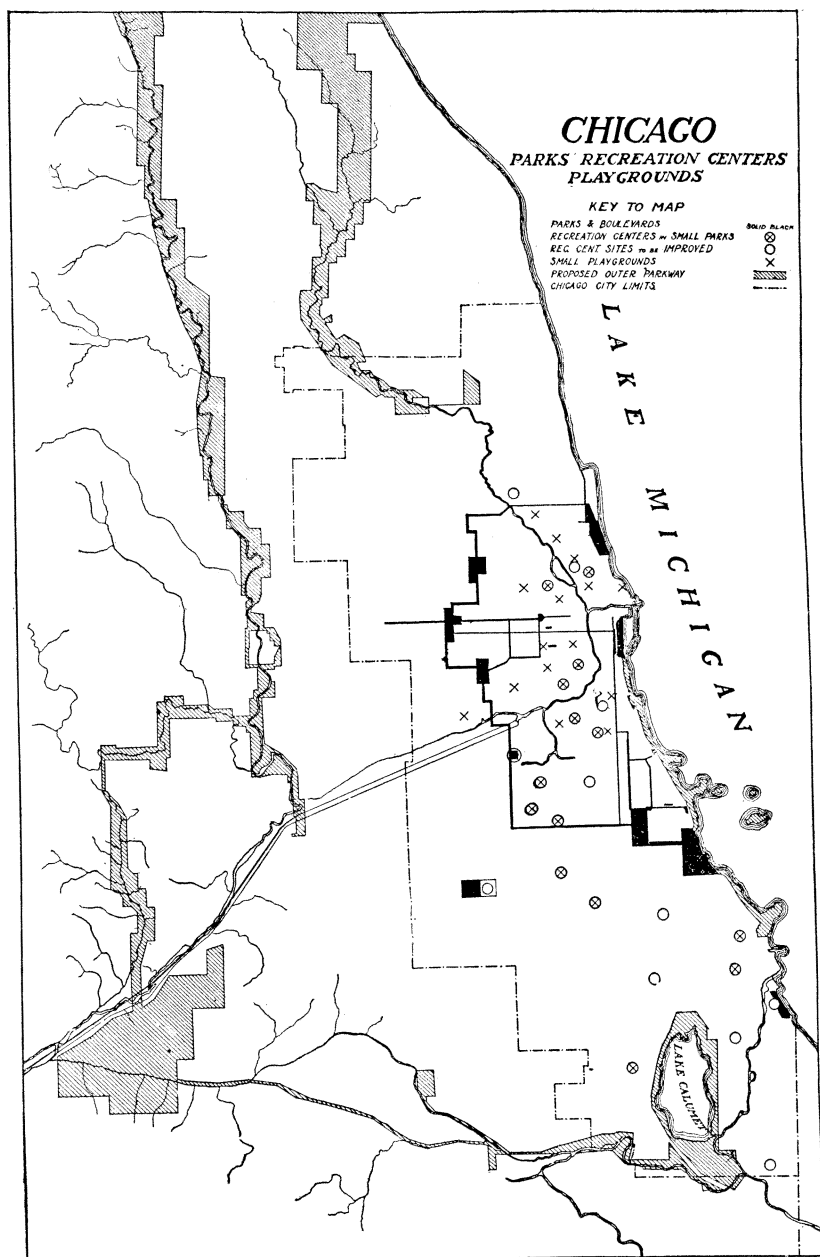 CHICAGO
PARKS RECREATION CENTERS
PLAYGROUNDS
KEY TO MAP
PARKS & BOULEVARDS SOLID BLACK
RECREATION CENTERS IN SMALL PARKS
REC. CENT SITES TO BE IMPROVED
SMALL PLAYGROUNDS
PROPOSED OUTER PARKWAY
CHICAGO CITY LIMITS
LAKE MICHIGAN
LAKE CALUMET